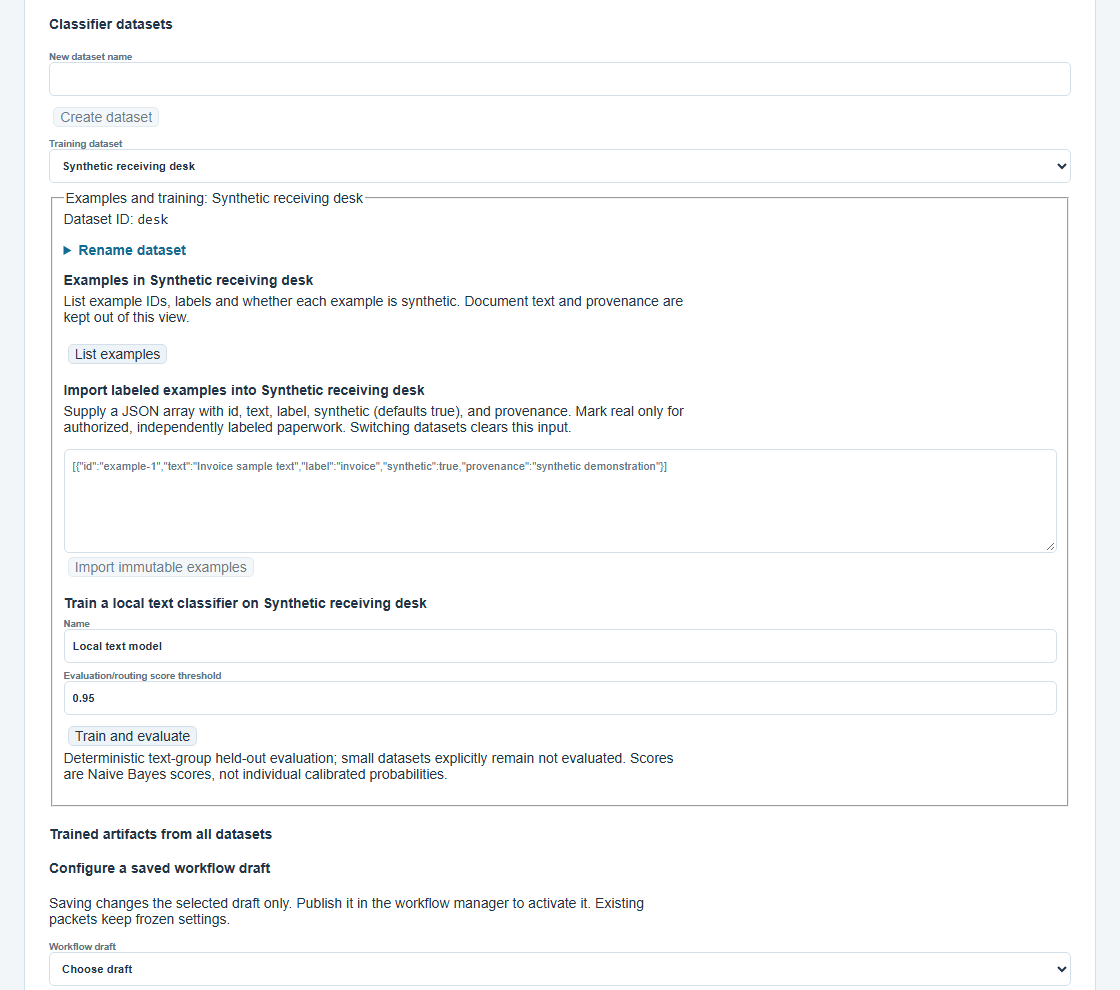 Classifier datasets
New dataset name
Create dataset
Training dataset
Synthetic receiving desk
Examples and training: Synthetic receiving desk
Dataset ID: desk
Rename dataset
Examples in Synthetic receiving desk
List example IDs, labels and whether each example is synthetic. Document text and provenance are
kept out of this view.
List examples
Import labeled examples into Synthetic receiving desk
Supply a JSON array with id, text, label, synthetic (defaults true), and provenance. Mark real only for
authorized, independently labeled paperwork. Switching datasets clears this input.
[{"id":"example-1","text":"Invoice sample text","label":"invoice","synthetic":true,"provenance":"synthetic demonstration"}]
Import immutable examples
Train a local text classifier on Synthetic receiving desk
Name
Local text model
Evaluation/routing score threshold
0.95
Train and evaluate
Deterministic text-group held-out evaluation; small datasets explicitly remain not evaluated. Scores
are Naive Bayes scores, not individual calibrated probabilities.
Trained artifacts from all datasets
Configure a saved workflow draft
Saving changes the selected draft only. Publish it in the workflow manager to activate it. Existing
packets keep frozen settings.
Workflow draft
Choose draft